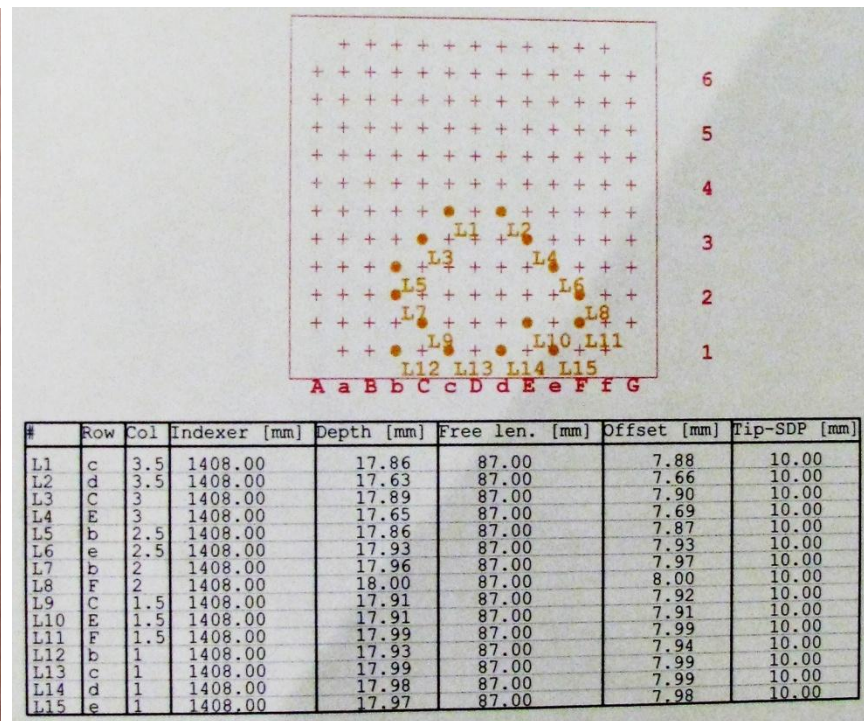 6
5
4
L1 L2
3
L3 L4
L5 L6
2
L7 L8
L9 L10 L11
1
L12 L13 L14 L15
A a B b C c D d E e F f G
# Row Col Indexer [mm] Depth [mm] Free len. [mm] Offset [mm] Tip-SDP [mm]
L1 c 3.5 1408.00 17.86 87.00 7.88 10.00
L2 d 3.5 1408.00 17.63 87.00 7.66 10.00
L3 C 3 1408.00 17.89 87.00 7.90 10.00
L4 E 3 1408.00 17.65 87.00 7.69 10.00
L5 b 2.5 1408.00 17.86 87.00 7.87 10.00
L6 e 2.5 1408.00 17.93 87.00 7.93 10.00
L7 b 2 1408.00 17.96 87.00 7.97 10.00
L8 F 2 1408.00 18.00 87.00 8.00 10.00
L9 C 1.5 1408.00 17.91 87.00 7.92 10.00
L10 E 1.5 1408.00 17.91 87.00 7.91 10.00
L11 F 1.5 1408.00 17.99 87.00 7.99 10.00
L12 b 1 1408.00 17.93 87.00 7.94 10.00
L13 c 1 1408.00 17.99 87.00 7.99 10.00
L14 d 1 1408.00 17.98 87.00 7.99 10.00
L15 e 1 1408.00 17.97 87.00 7.98 10.00